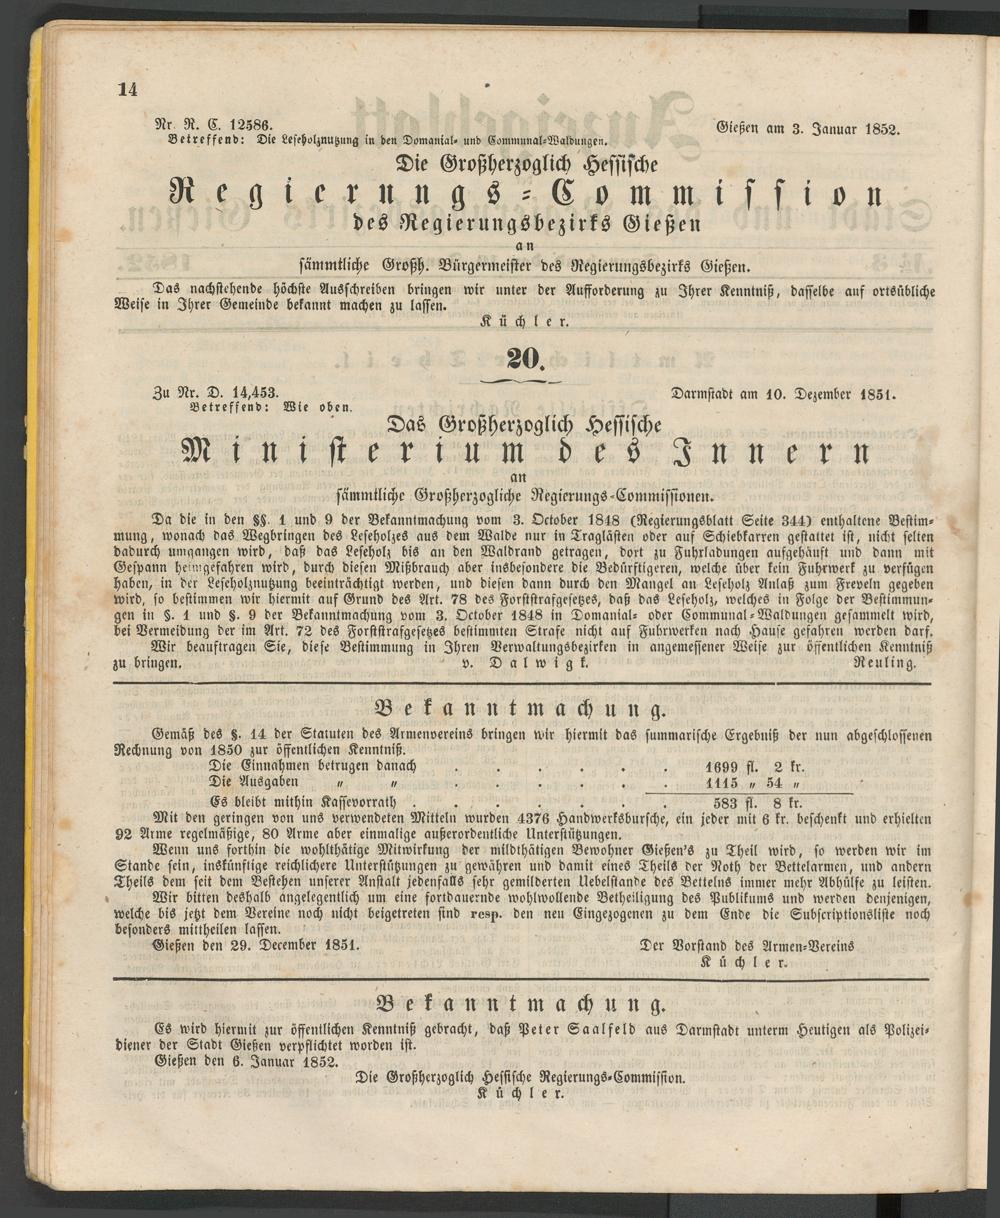 14
Nr. R. C. 12586. Gießen am 3. Januar 1852.
Betreffend: Die Leseholznutzung in den Domanial- und Communal-Waldungen.
Die Großherzoglich Hessische
Regierungs-Commission
des Regierungsbezirks Gießen
an
sämmtliche Großh. Bürgermeister des Regierungsbezirks Gießen.
Das nachstehende höchste Ausschreiben bringen wir unter der Aufforderung zu Ihrer Kenntniß, dasselbe auf ortsübliche
Weise in Ihrer Gemeinde bekannt machen zu lassen.
Küchler.
20.
Zu Nr. D. 14,453. Darmstadt am 10. Dezember 1851.
Betreffend: Wie oben.
Das Großherzoglich Hessische
Ministerium des Innern
an
sämmtliche Großherzogliche Regierungs-Commissionen.
Da die in den §§. 1 und 9 der Bekanntmachung vom 3. October 1848 (Regierungsblatt Seite 344) enthaltene Bestim-
mung, wonach das Wegbringen des Leseholzes aus dem Walde nur in Traglästen oder auf Schiebkarren gestattet ist, nicht selten
dadurch umgangen wird, daß das Leseholz bis an den Waldrand getragen, dort zu Fuhrladungen aufgehäuft und dann mit
Gespann heimgefahren wird, durch diesen Mißbrauch aber insbesondere die Bedürftigeren, welche über kein Fuhrwerk zu verfügen
haben, in der Leseholznutzung beeinträchtigt werden, und diesen dann durch den Mangel an Leseholz Anlaß zum Freveln gegeben
wird, so bestimmen wir hiermit auf Grund des Art. 78 des Forststrafgesetzes, daß das Leseholz, welches in Folge der Bestimmun-
gen in §. 1 und §. 9 der Bekanntmachung vom 3. October 1848 in Domanial- oder Communal-Waldungen gesammelt wird,
bei Vermeidung der im Art. 72 des Forststrafgesetzes bestimmten Strafe nicht auf Fuhrwerken nach Hause gefahren werden darf.
Wir beauftragen Sie, diese Bestimmung in Ihren Verwaltungsbezirken in angemessener Weise zur öffentlichen Kenntniß
zu bringen. v. Dalwigk. Neuling.
Bekanntmachung.
Gemäß des §. 14 der Statuten des Armenvereins bringen wir hiermit das summarische Ergebniß der nun abgeschlossenen
Rechnung von 1850 zur öffentlichen Kenntniß.
Die Einnahmen betrugen danach . . . . . . 1699 fl. 2 kr.
Die Ausgaben „ „ . . . . . . 1115 „ 54 „
Es bleibt mithin Kassevorrath . . . . . . . 583 fl. 8 kr.
Mit den geringen von uns verwendeten Mitteln wurden 4376 Handwerksbursche, ein jeder mit 6 kr. beschenkt und erhielten
92 Arme regelmäßige, 80 Arme aber einmalige außerordentliche Unterstützungen.
Wenn uns forthin die wohlthätige Mitwirkung der mildthätigen Bewohner Gießen's zu Theil wird, so werden wir im
Stande sein, inskünftige reichlichere Unterstützungen zu gewähren und damit eines Theils der Noth der Bettelarmen, und andern
Theils dem seit dem Bestehen unserer Anstalt jedenfalls sehr gemilderten Uebelstande des Bettelns immer mehr Abhülfe zu leisten.
Wir bitten deshalb angelegentlich um eine fortdauernde wohlwollende Betheiligung des Publikums und werden denjenigen,
welche bis jetzt dem Vereine noch nicht beigetreten sind resp. den neu Eingezogenen zu dem Ende die Subscriptionsliste noch
besonders mittheilen lassen.
Gießen den 29. December 1851. Der Vorstand des Armen-Vereins
Küchler.
Bekanntmachung.
Es wird hiermit zur öffentlichen Kenntniß gebracht, daß Peter Saalfeld aus Darmstadt unterm Heutigen als Polizei-
diener der Stadt Gießen verpflichtet worden ist.
Gießen den 6. Januar 1852.
Die Großherzoglich Hessische Regierungs-Commission.
Küchler.